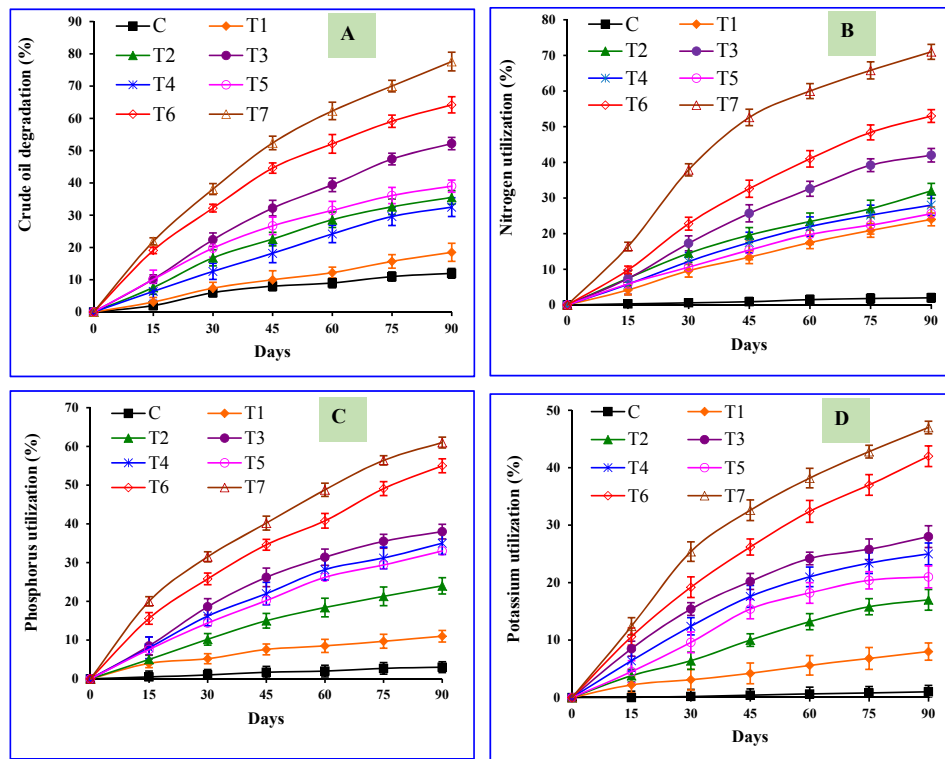 A
Crude oil degradation (%)
90
80
70
60
50
40
30
20
10
0
C T1
T2 T3
T4 T5
T6 T7
0 15 30 45 60 75 90
Days
B
Nitrogen utilization (%)
80
70
60
50
40
30
20
10
0
C T1
T2 T3
T4 T5
T6 T7
0 15 30 45 60 75 90
Days
C
Phosphorus utilization (%)
70
60
50
40
30
20
10
0
C T1
T2 T3
T4 T5
T6 T7
0 15 30 45 60 75 90
Days
D
Potassium utilization (%)
50
40
30
20
10
0
C T1
T2 T3
T4 T5
T6 T7
0 15 30 45 60 75 90
Days